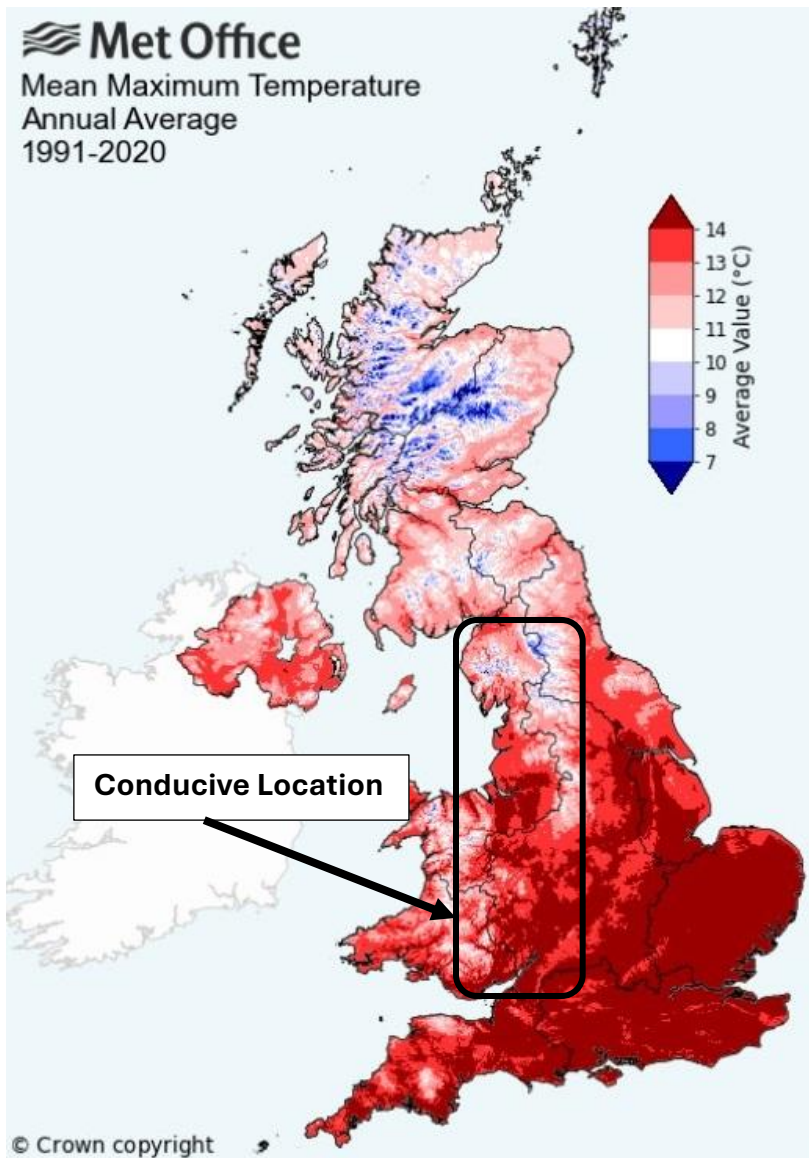 Met Office
Mean Maximum Temperature
Annual Average
1991-2020
14
13
12
11
10
9
8
7
Average Value (°C)
Conducive Location
© Crown copyright